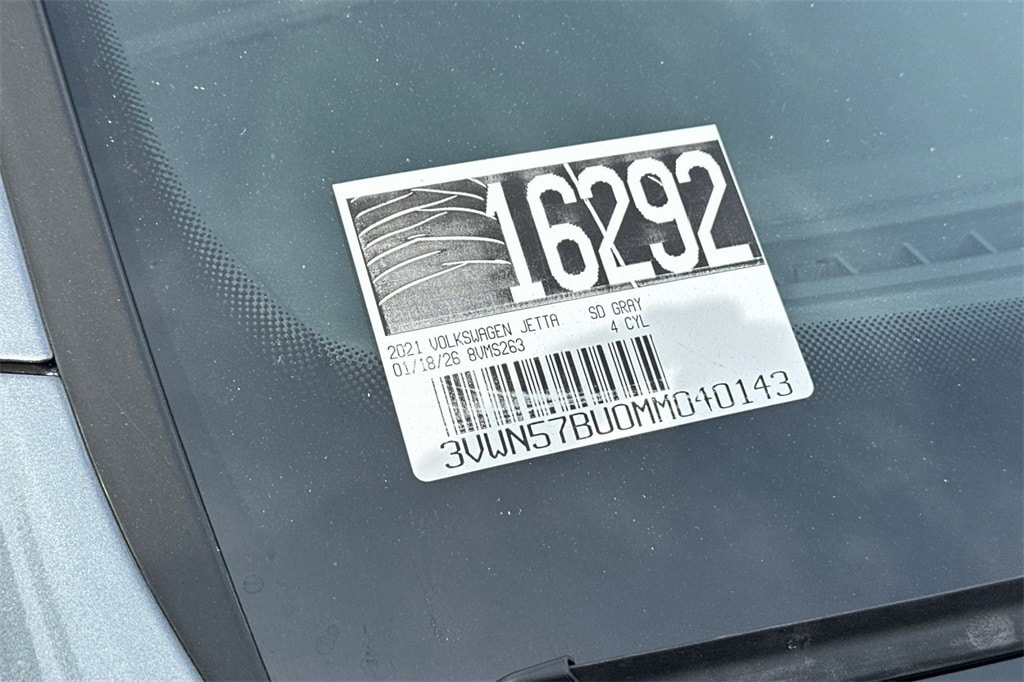 16292
2021 VOLKSWAGEN JETTA SD GRAY
01/18/26 8VMS263 4 CYL
3VWN57BU0MM040143